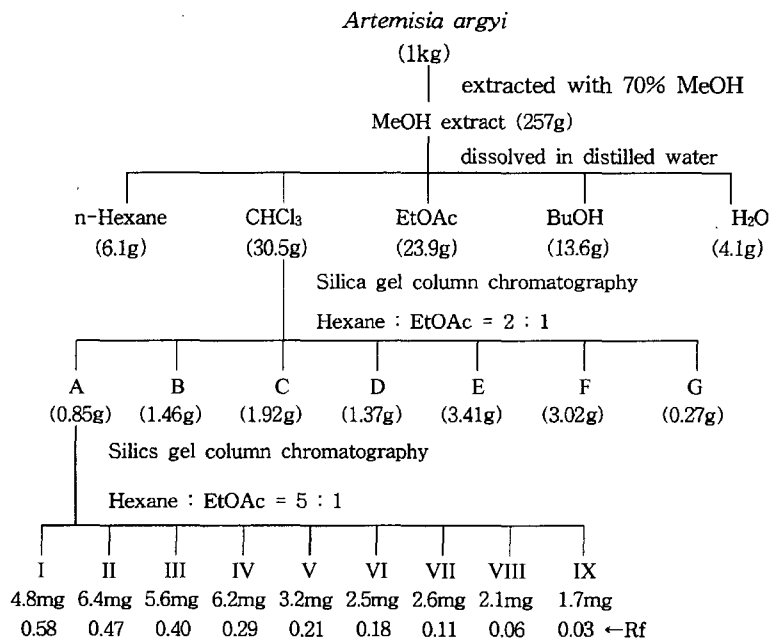 Artemisia argyi
(1kg)
extracted with 70% MeOH
MeOH extract (257g)
dissolved in distilled water
n-Hexane CHCl₃ EtOAc BuOH H₂O
(6.1g) (30.5g) (23.9g) (13.6g) (4.1g)
Silica gel column chromatography
Hexane : EtOAc = 2 : 1
A B C D E F G
(0.85g) (1.46g) (1.92g) (1.37g) (3.41g) (3.02g) (0.27g)
Silics gel column chromatography
Hexane : EtOAc = 5 : 1
I II III IV V VI VII VIII IX
4.8mg 6.4mg 5.6mg 6.2mg 3.2mg 2.5mg 2.6mg 2.1mg 1.7mg
0.58 0.47 0.40 0.29 0.21 0.18 0.11 0.06 0.03 ←Rf